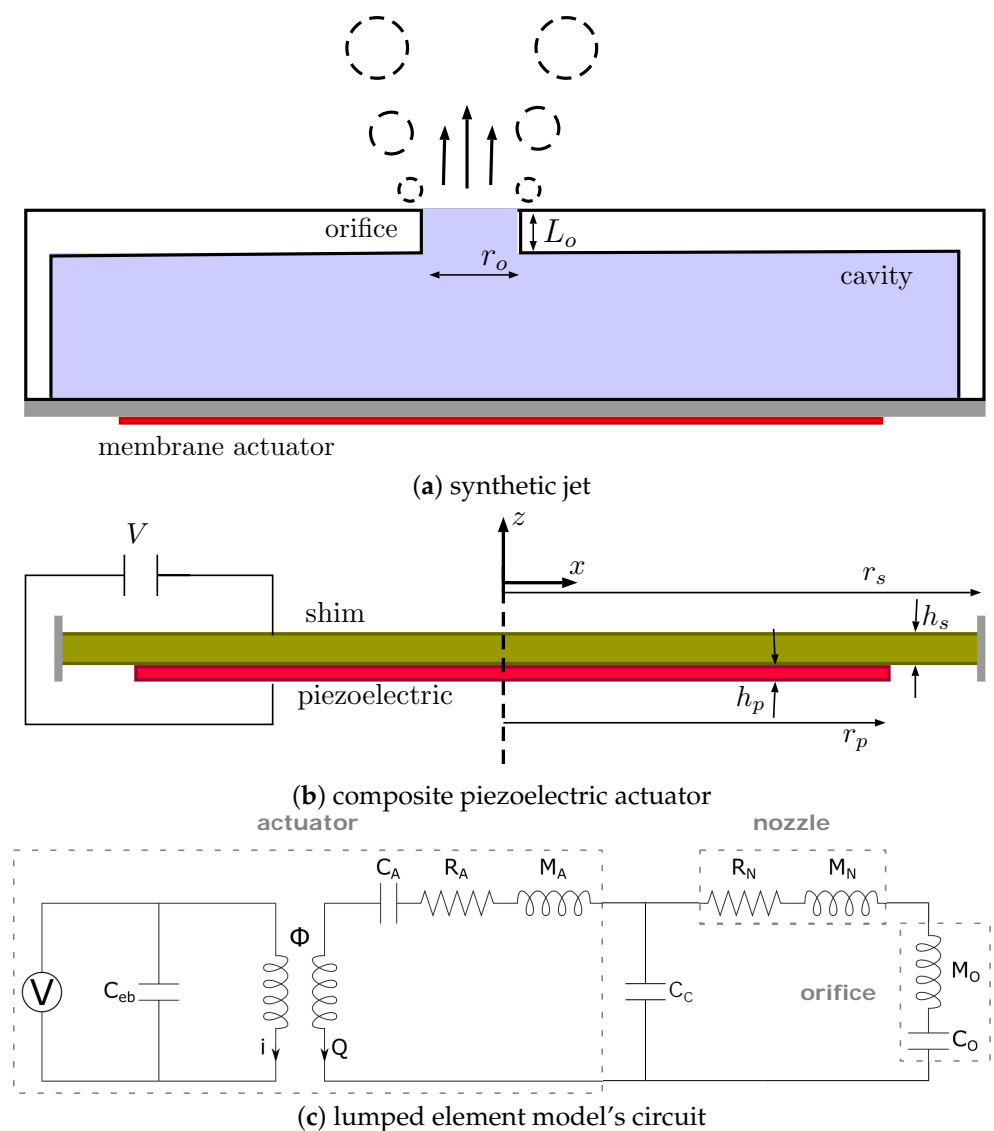 orifice
L_o
r_o
cavity
membrane actuator
(a) synthetic jet
V
z
x
r_s
shim
h_s
piezoelectric
h_p
r_p
(b) composite piezoelectric actuator
actuator
nozzle
C_A R_A M_A
R_N M_N
Φ
V
C_eb
C_C
orifice
M_O
i
Q
C_O
(c) lumped element model's circuit